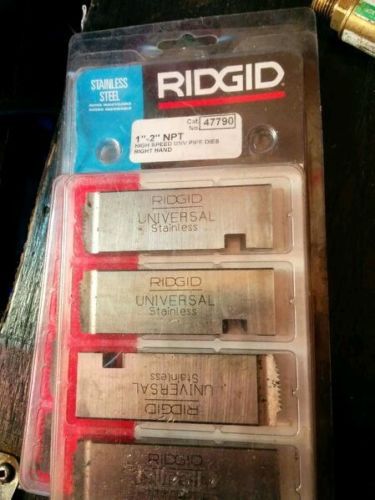 STAINLESS
STEEL
RIDGID
Cat.
No. 47790
1"-2" NPT
HIGH SPEED UNV PIPE DIES
RIGHT HAND
RIDGID
UNIVERSAL
Stainless
RIDGID
UNIVERSAL
Stainless
RIDGID
UNIVERSAL
Stainless
RIDGID